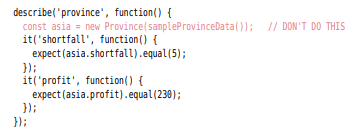 describe('province', function() {
  const asia = new Province(sampleProvinceData());   // DON'T DO THIS
  it('shortfall', function() {
    expect(asia.shortfall).equal(5);
  });
  it('profit', function() {
    expect(asia.profit).equal(230);
  });
});